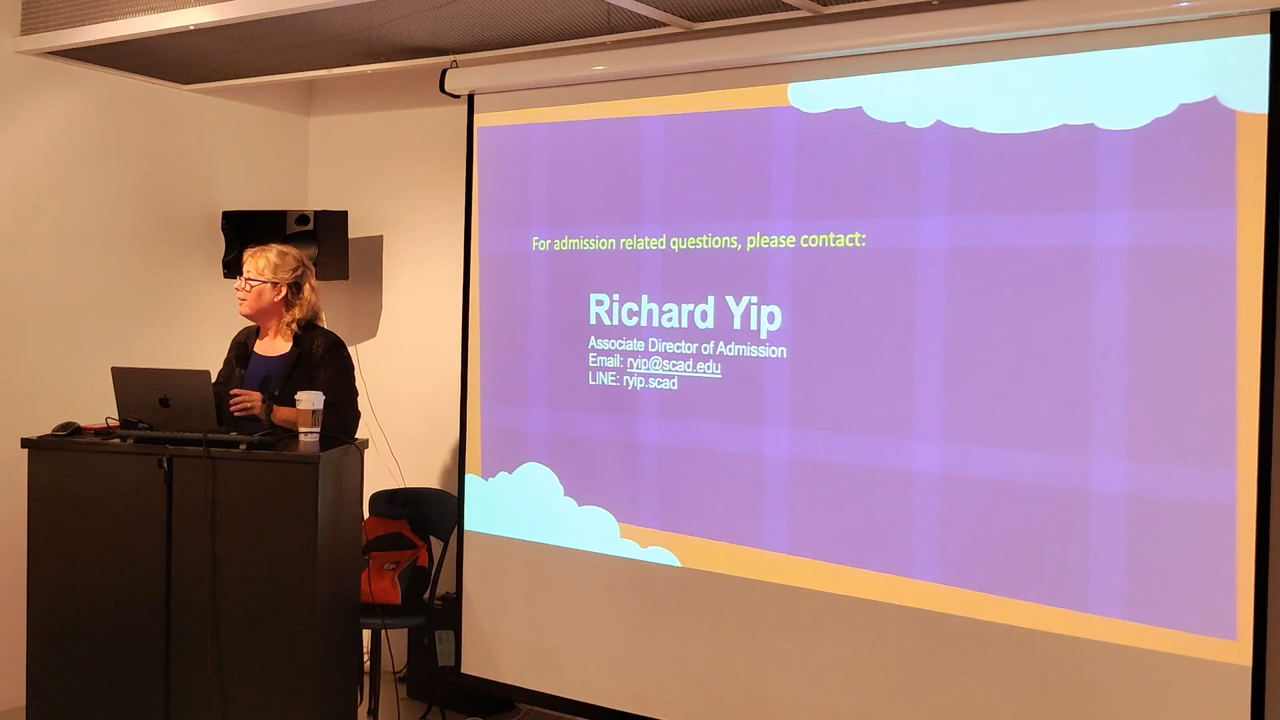 For admission related questions, please contact:
Richard Yip
Associate Director of Admission
Email: ryip@scad.edu
LINE: ryip.scad